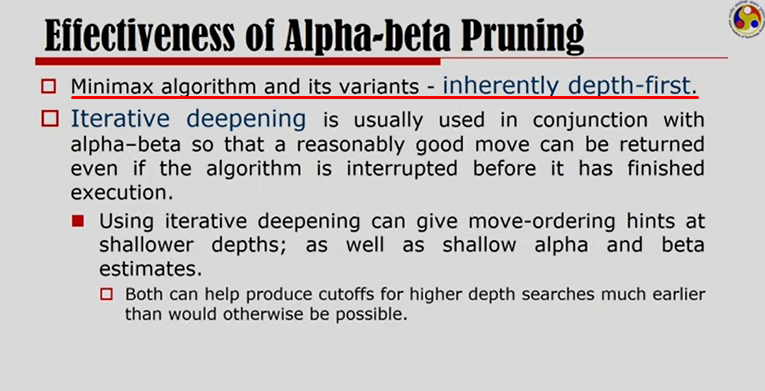 Effectiveness of Alpha-beta Pruning
Minimax algorithm and its variants - inherently depth-first.
Iterative deepening is usually used in conjunction with
alpha–beta so that a reasonably good move can be returned
even if the algorithm is interrupted before it has finished
execution.
Using iterative deepening can give move-ordering hints at
shallower depths; as well as shallow alpha and beta
estimates.
Both can help produce cutoffs for higher depth searches much earlier
than would otherwise be possible.